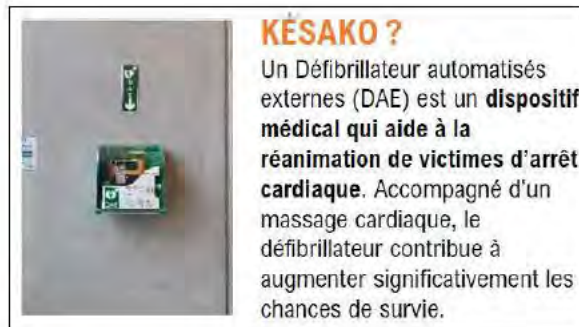 KÉSAKO ?
Un Défibrillateur automatisés
externes (DAE) est un dispositif
médical qui aide à la
réanimation de victimes d'arrêt
cardiaque. Accompagné d'un
massage cardiaque, le
défibrillateur contribue à
augmenter significativement les
chances de survie.